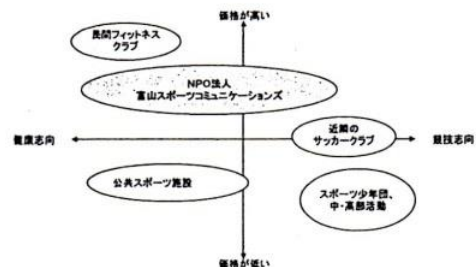 価格が高い
民間フィットネス
クラブ
NPO法人
富山スポーツコミュニケーションズ
近隣の
サッカークラブ
健康志向
競技志向
公共スポーツ施設
スポーツ少年団、
中・高部活動
価格が低い